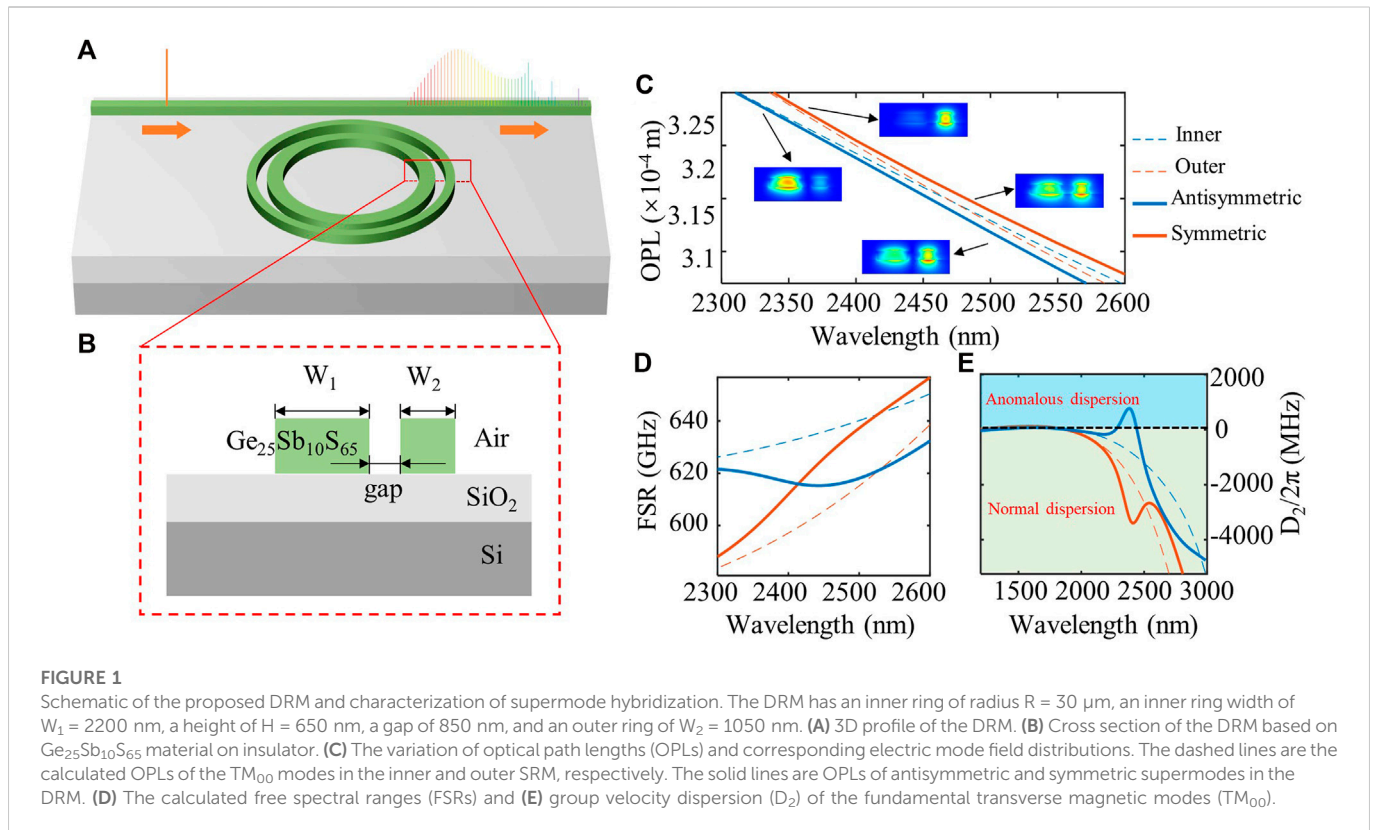 A
B
W₁
W₂
Ge₂₅Sb₁₀S₆₅
Air
gap
SiO₂
Si
C
OPL (×10⁻⁴ m)
3.25
3.2
3.15
3.1
2300 2350 2400 2450 2500 2550 2600
Wavelength (nm)
Inner
Outer
Antisymmetric
Symmetric
D
FSR (GHz)
640
620
600
2300 2400 2500 2600
Wavelength (nm)
E
Anomalous dispersion
Normal dispersion
2000
0
-2000
-4000
D₂/2π (MHz)
1500 2000 2500 3000
Wavelength (nm)
FIGURE 1
Schematic of the proposed DRM and characterization of supermode hybridization. The DRM has an inner ring of radius R = 30 μm, an inner ring width of
W₁ = 2200 nm, a height of H = 650 nm, a gap of 850 nm, and an outer ring of W₂ = 1050 nm. (A) 3D profile of the DRM. (B) Cross section of the DRM based on
Ge₂₅Sb₁₀S₆₅ material on insulator. (C) The variation of optical path lengths (OPLs) and corresponding electric mode field distributions. The dashed lines are the
calculated OPLs of the TM₀₀ modes in the inner and outer SRM, respectively. The solid lines are OPLs of antisymmetric and symmetric supermodes in the
DRM. (D) The calculated free spectral ranges (FSRs) and (E) group velocity dispersion (D₂) of the fundamental transverse magnetic modes (TM₀₀).